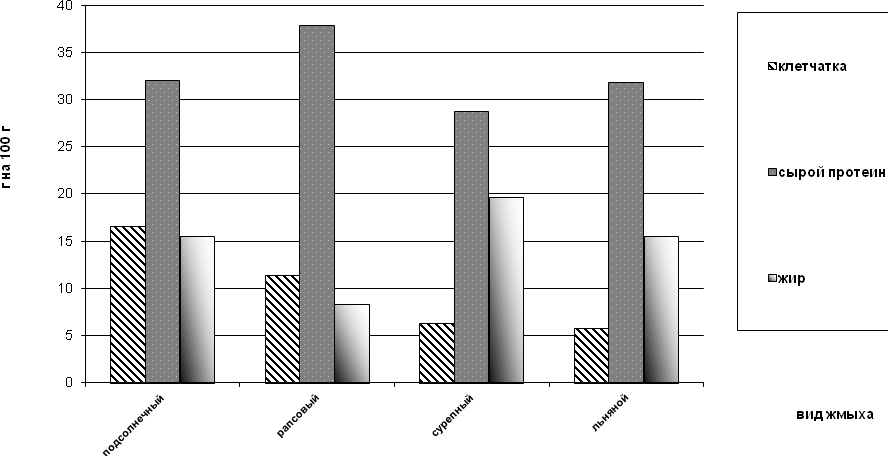 40
35
30
25
20
15
10
5
0
г на 100 г
подсолнечный
рапсовый
сурепный
льняной
клетчатка
сырой протеин
жир
вид жмыха